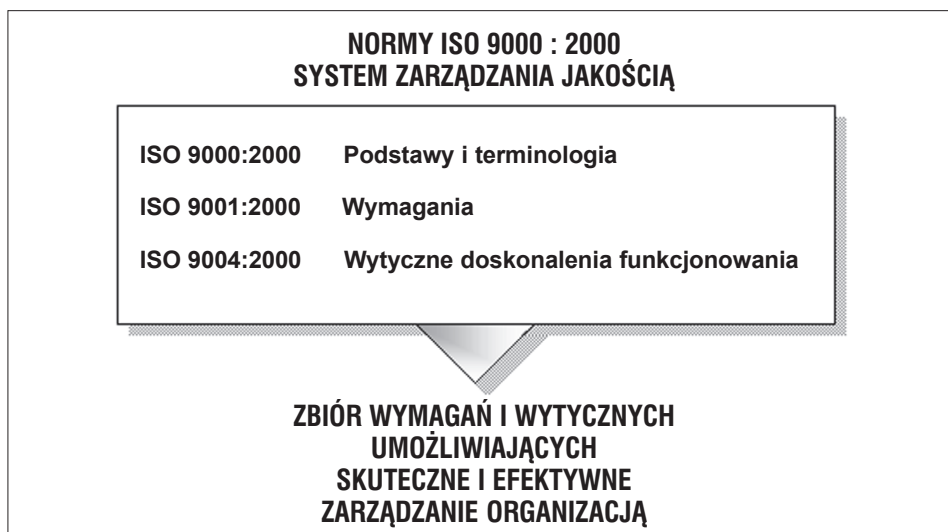 NORMY ISO 9000 : 2000
SYSTEM ZARZĄDZANIA JAKOŚCIĄ
ISO 9000:2000 Podstawy i terminologia
ISO 9001:2000 Wymagania
ISO 9004:2000 Wytyczne doskonalenia funkcjonowania
ZBIÓR WYMAGAŃ I WYTYCZNYCH
UMOŻLIWIAJĄCYCH
SKUTECZNE I EFEKTYWNE
ZARZĄDZANIE ORGANIZACJĄ